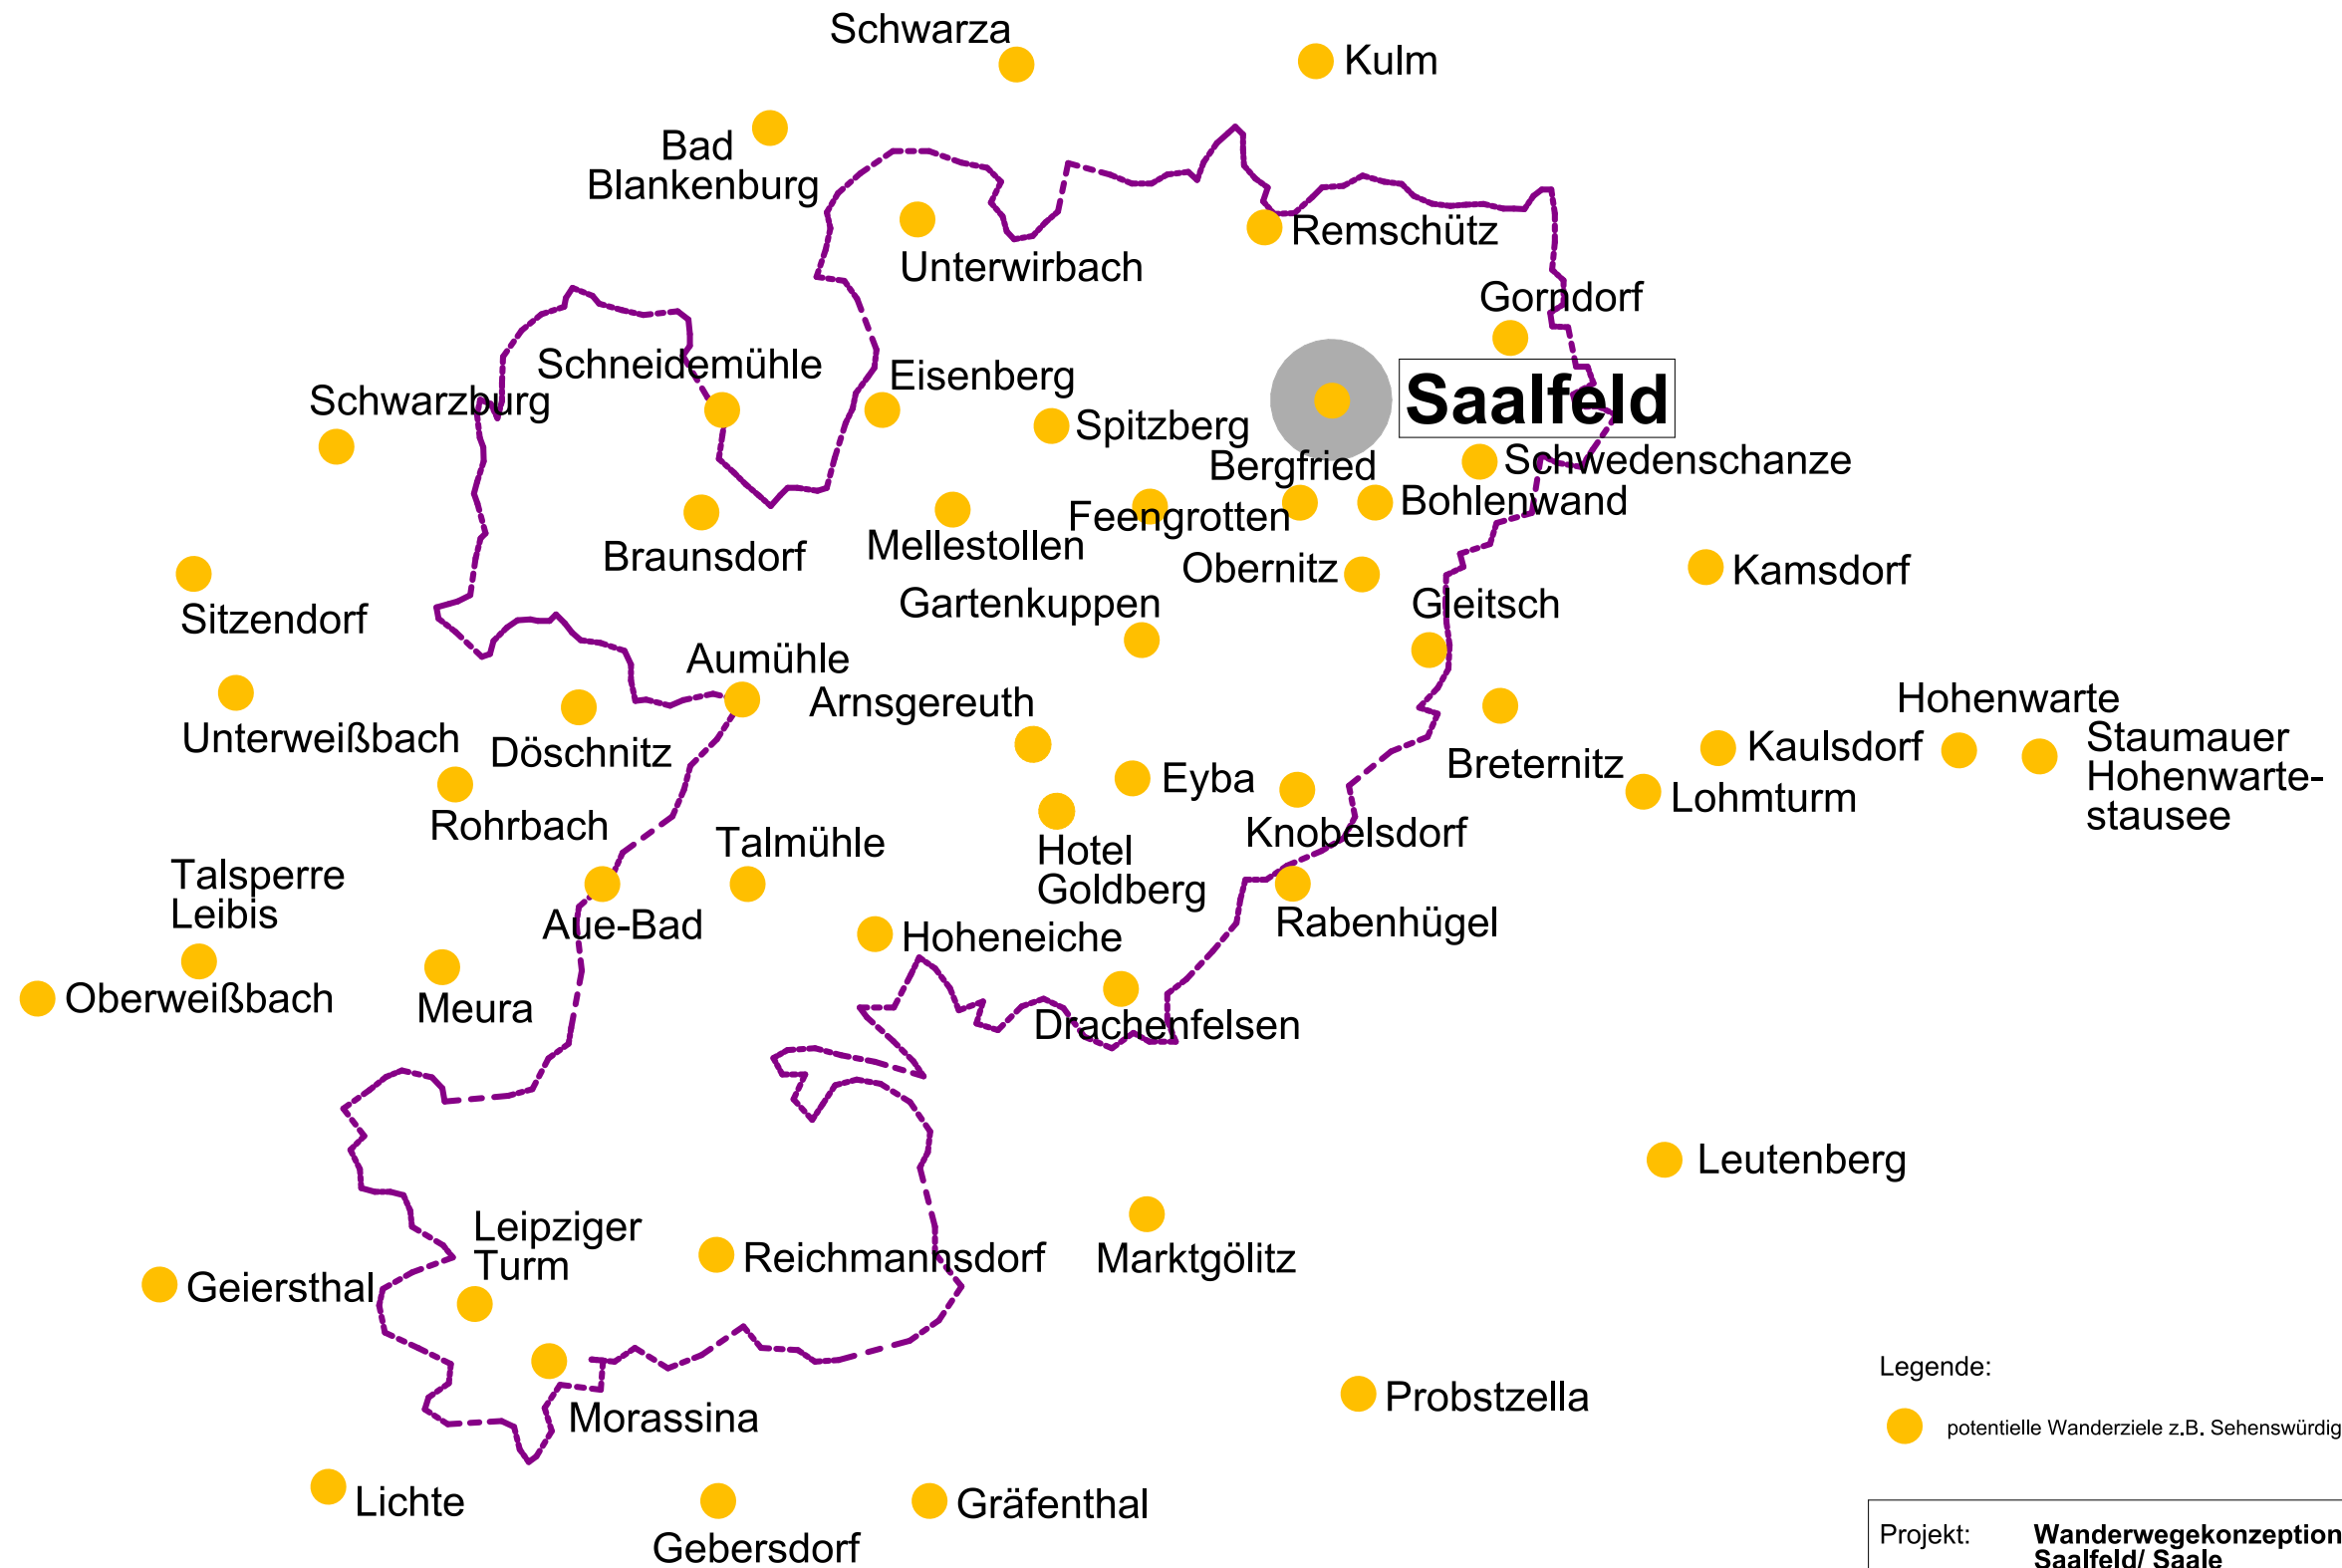 Schwarza
Kulm
Bad
Blankenburg
Unterwirbach
Remschütz
Gorndorf
Schneidemühle
Eisenberg
Schwarzburg
Spitzberg
Saalfeld
Bergfried
Schwedenschanze
Feengrotten
Bohlenwand
Braunsdorf
Mellestollen
Obernitz
Kamsdorf
Gartenkuppen
Gleitsch
Sitzendorf
Aumühle
Arnsgereuth
Hohenwarte
Unterweißbach
Döschnitz
Eyba
Breternitz
Kaulsdorf
Staumauer
Hohenwarte-
stausee
Lohmturm
Rohrbach
Talmühle
Hotel
Goldberg
Knobelsdorf
Talsperre
Leibis
Aue-Bad
Hoheneiche
Rabenhügel
Oberweißbach
Meura
Drachenfelsen
Leutenberg
Leipziger
Turm
Reichmannsdorf
Marktgölitz
Geiersthal
Morassina
Probstzella
Lichte
Gebersdorf
Gräfenthal
Legende:
potentielle Wanderziele z.B. Sehenswürdig
Projekt: Wanderwegekonzeption
Saalfeld/ Saale